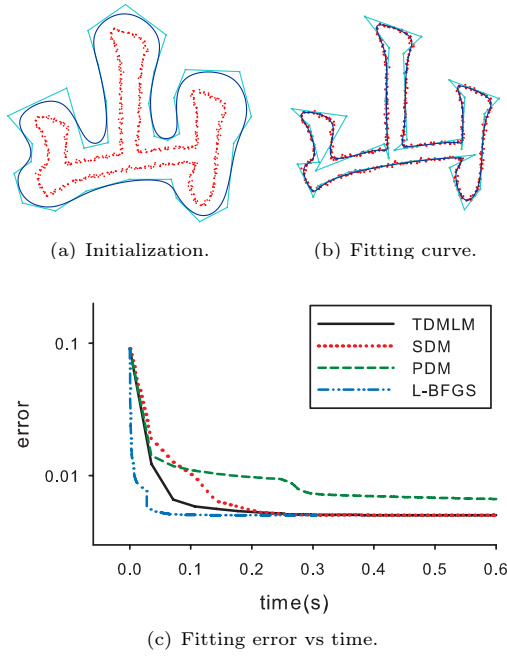 (a) Initialization.
(b) Fitting curve.
TDMLM
SDM
PDM
L-BFGS
0.1
0.01
error
0.0 0.1 0.2 0.3 0.4 0.5 0.6
time(s)
(c) Fitting error vs time.